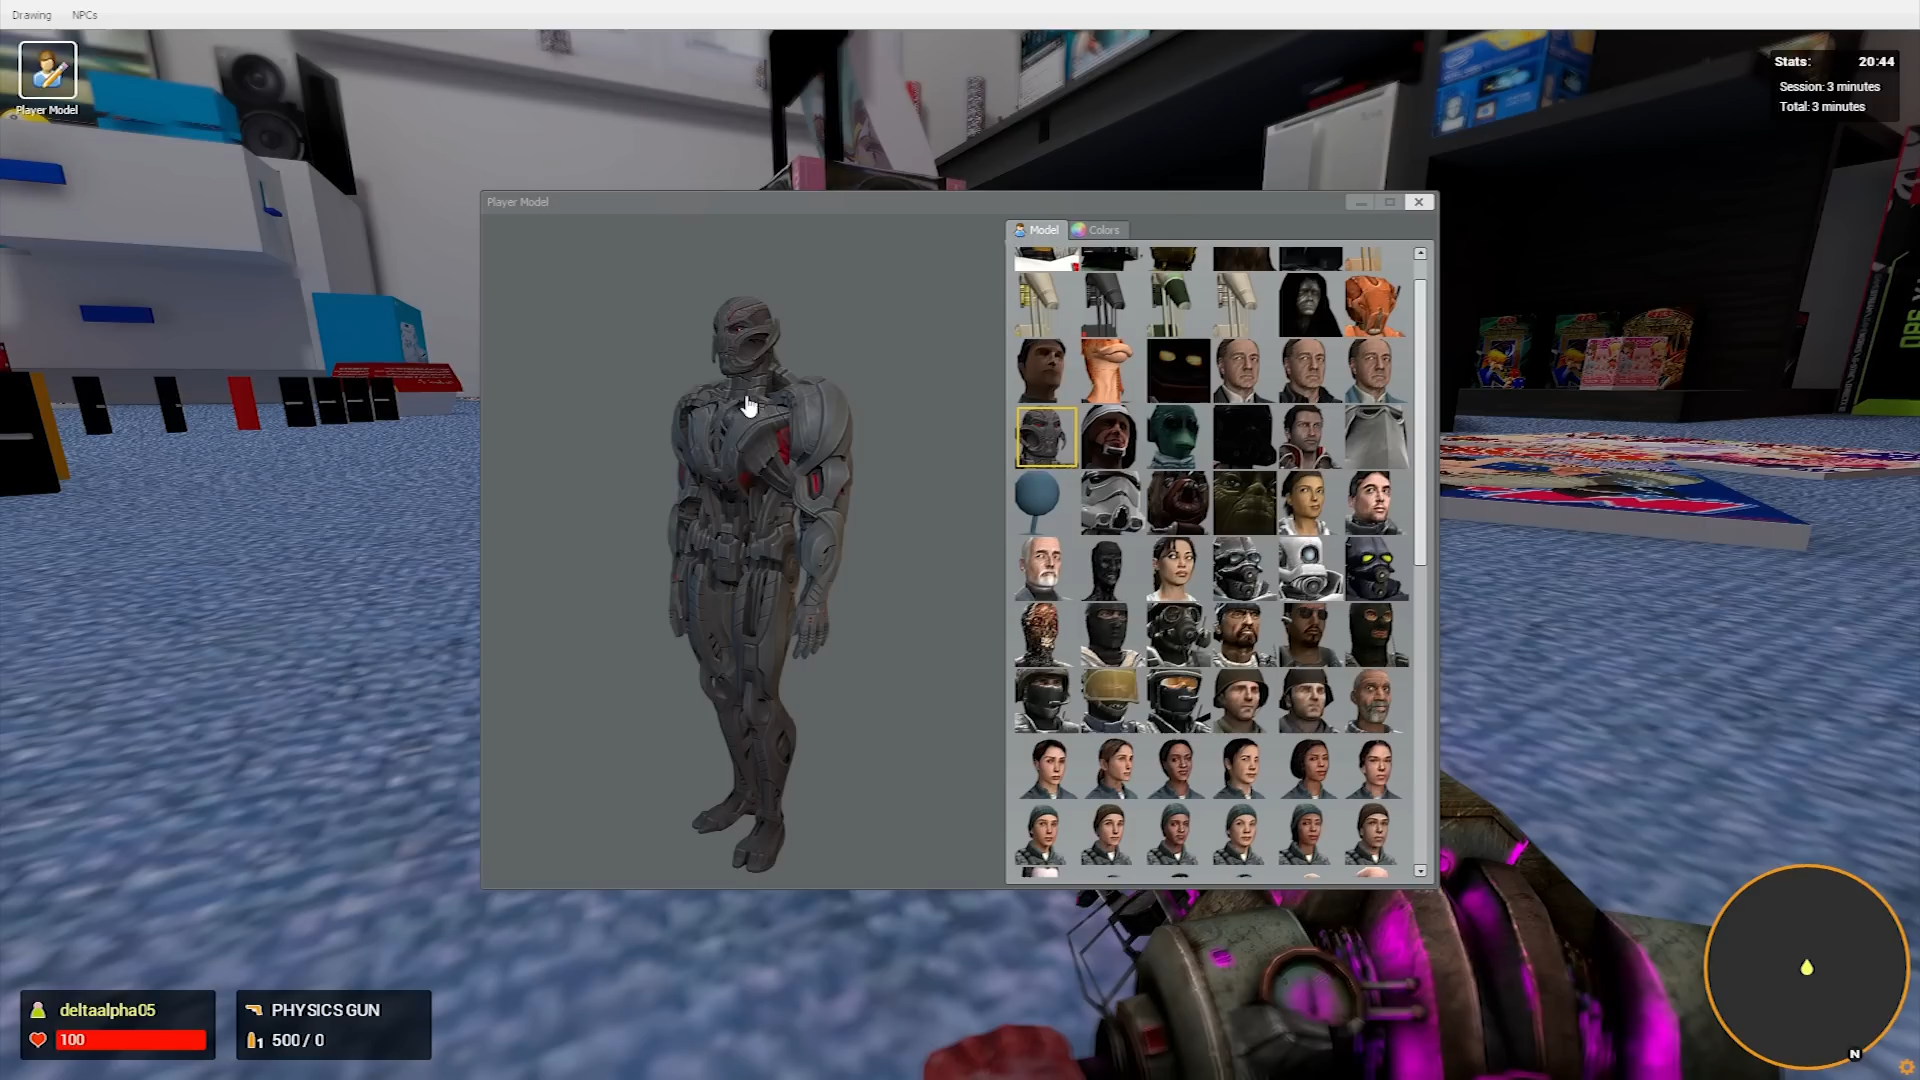 Drawing NPCs
Player Model
Stats: 20:44
Session: 3 minutes
Total: 3 minutes
Player Model
Model Colors
deltaalpha05
100
PHYSICS GUN
1 500 / 0
N